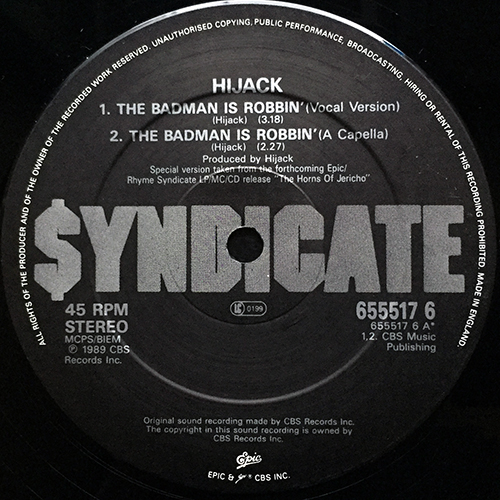 ALL RIGHTS OF THE PRODUCER AND OF THE OWNER OF THE RECORDED WORK RESERVED. UNAUTHORISED COPYING, PUBLIC PERFORMANCE, BROADCASTING, HIRING OR RENTAL OF THIS RECORDING PROHIBITED. MADE IN ENGLAND.
HIJACK
1. THE BADMAN IS ROBBIN' (Vocal Version)
(Hijack) (3.18)
2. THE BADMAN IS ROBBIN' (A Capella)
(Hijack) (2.27)
Produced by Hijack
Special version taken from the forthcoming Epic/
Rhyme Syndicate LP/MC/CD release "The Horns Of Jericho"
$YNDICATE
45 RPM
STEREO
MCPS/BIEM
Ⓟ 1989 CBS
Records Inc.
LC 0199
655517 6
655517 6 A*
1,2. CBS Music
Publishing
Original sound recording made by CBS Records Inc.
The copyright in this sound recording is owned by
CBS Records Inc.
Epic
EPIC & ® CBS INC.